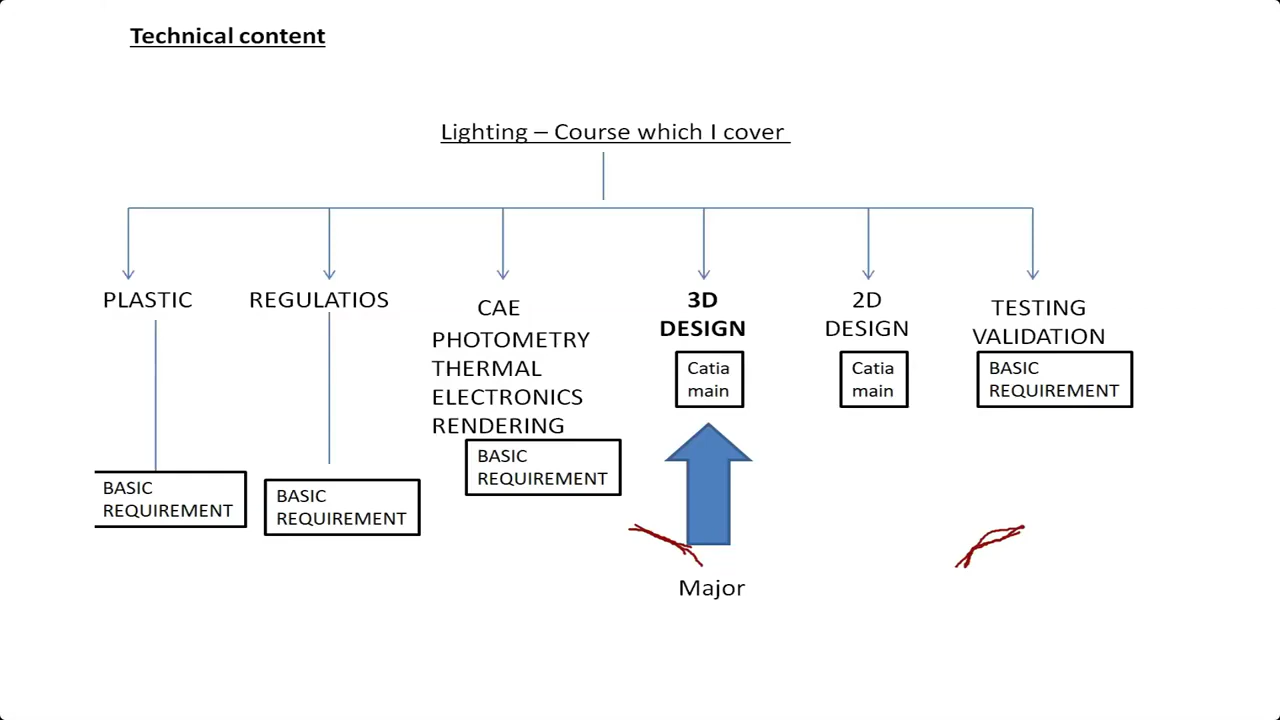 Technical content
Lighting – Course which I cover
PLASTIC
REGULATIOS
CAE
PHOTOMETRY
THERMAL
ELECTRONICS
RENDERING
3D
DESIGN
2D
DESIGN
TESTING
VALIDATION
Catia
main
Catia
main
BASIC
REQUIREMENT
BASIC
REQUIREMENT
BASIC
REQUIREMENT
BASIC
REQUIREMENT
Major